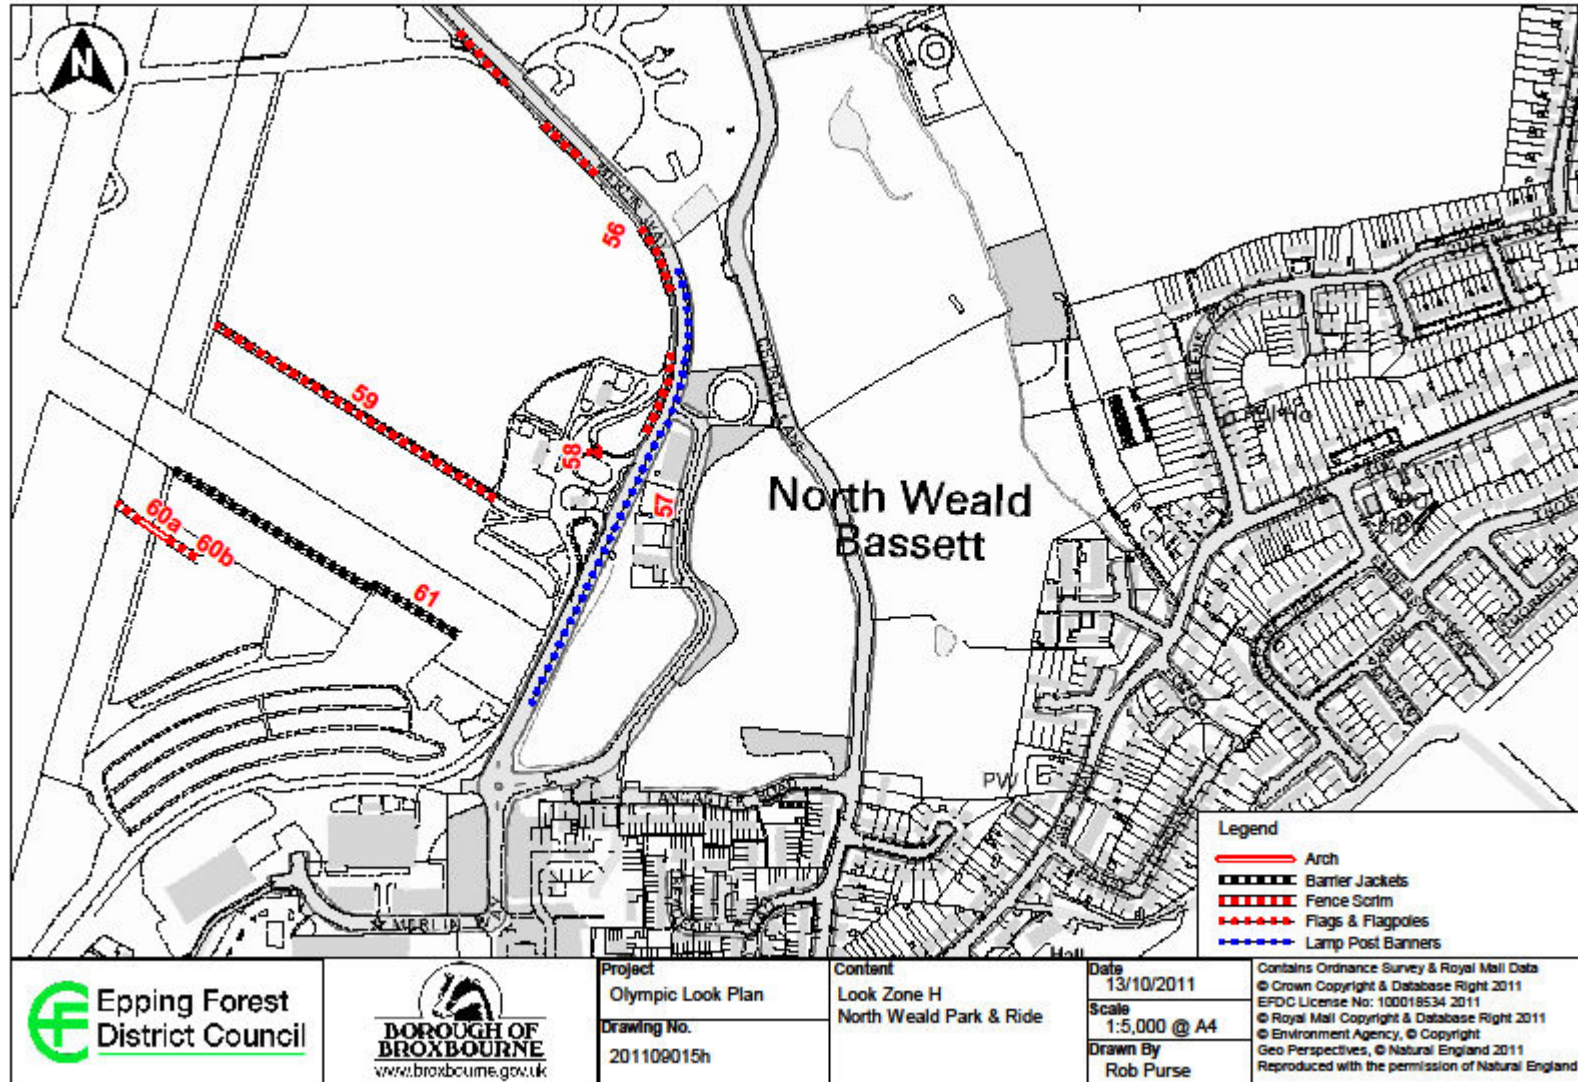 N
56
59
58
57
60a
60b
61
North Weald
Bassett
PW
LANCASTER ROAD
MERLIN WAY
Hall
Legend
Arch
Barrier Jackets
Fence Scrim
Flags & Flagpoles
Lamp Post Banners
Epping Forest
District Council
BOROUGH OF
BROXBOURNE
www.broxbourne.gov.uk
Project
Olympic Look Plan
Drawing No.
201109015h
Content
Look Zone H
North Weald Park & Ride
Date
13/10/2011
Scale
1:5,000 @ A4
Drawn By
Rob Purse
Contains Ordnance Survey & Royal Mail Data
© Crown Copyright & Database Right 2011
EFDC License No: 100018534 2011
© Royal Mail Copyright & Database Right 2011
© Environment Agency, © Copyright
Geo Perspectives, © Natural England 2011
Reproduced with the permission of Natural England